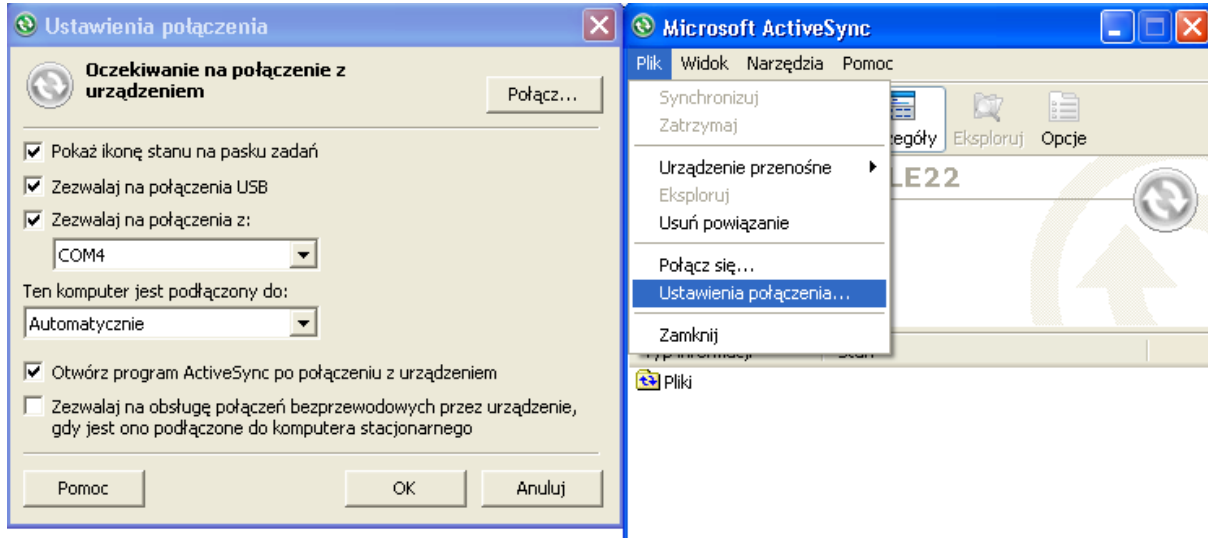 Ustawienia połączenia
Oczekiwanie na połączenie z
urządzeniem
Połącz...
Pokaż ikonę stanu na pasku zadań
Zezwalaj na połączenia USB
Zezwalaj na połączenia z:
COM4
Ten komputer jest podłączony do:
Automatycznie
Otwórz program ActiveSync po połączeniu z urządzeniem
Zezwalaj na obsługę połączeń bezprzewodowych przez urządzenie,
gdy jest ono podłączone do komputera stacjonarnego
Pomoc OK Anuluj
Microsoft ActiveSync
Plik Widok Narzędzia Pomoc
Synchronizuj
Zatrzymaj
Urządzenie przenośne
Eksploruj
Usuń powiązanie
Połącz się...
Ustawienia połączenia...
Zamknij
Eksploruj Opcje
LE22
Pliki